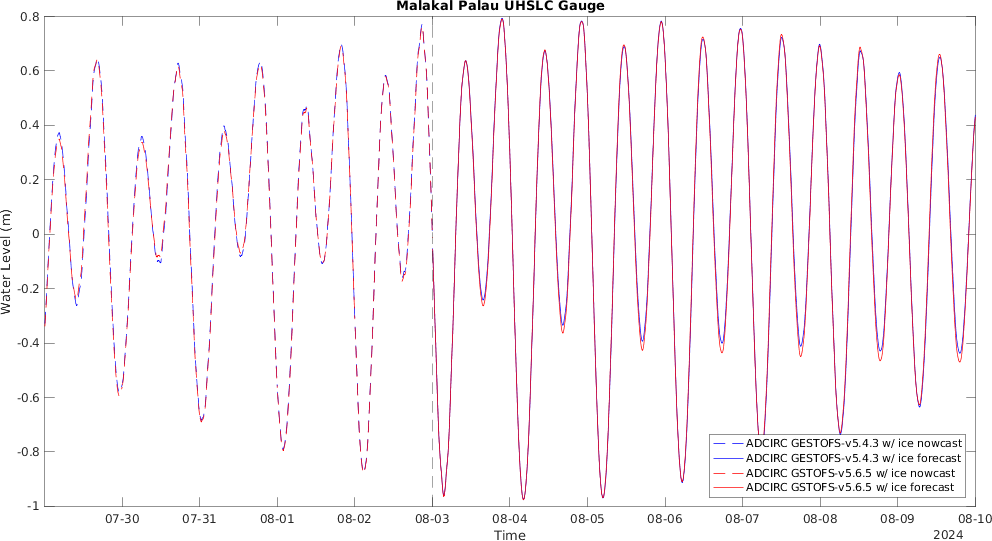 Malakal Palau UHSLC Gauge
0.8
0.6
0.4
0.2
0
-0.2
-0.4
-0.6
-0.8
-1
Water Level (m)
ADCIRC GESTOFS-v5.4.3 w/ ice nowcast
ADCIRC GESTOFS-v5.4.3 w/ ice forecast
ADCIRC GSTOFS-v5.6.5 w/ ice nowcast
ADCIRC GSTOFS-v5.6.5 w/ ice forecast
07-30 07-31 08-01 08-02 08-03 08-04 08-05 08-06 08-07 08-08 08-09 08-10
Time
2024